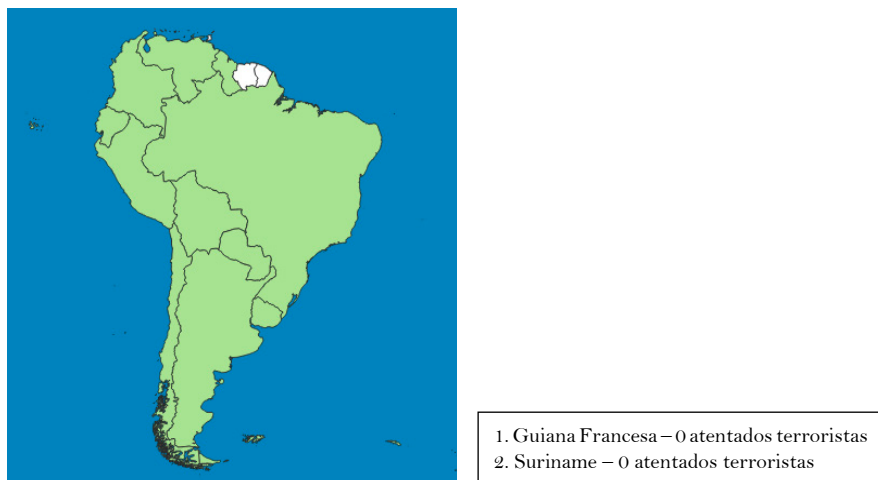 1. Guiana Francesa – 0 atentados terroristas
2. Suriname – 0 atentados terroristas